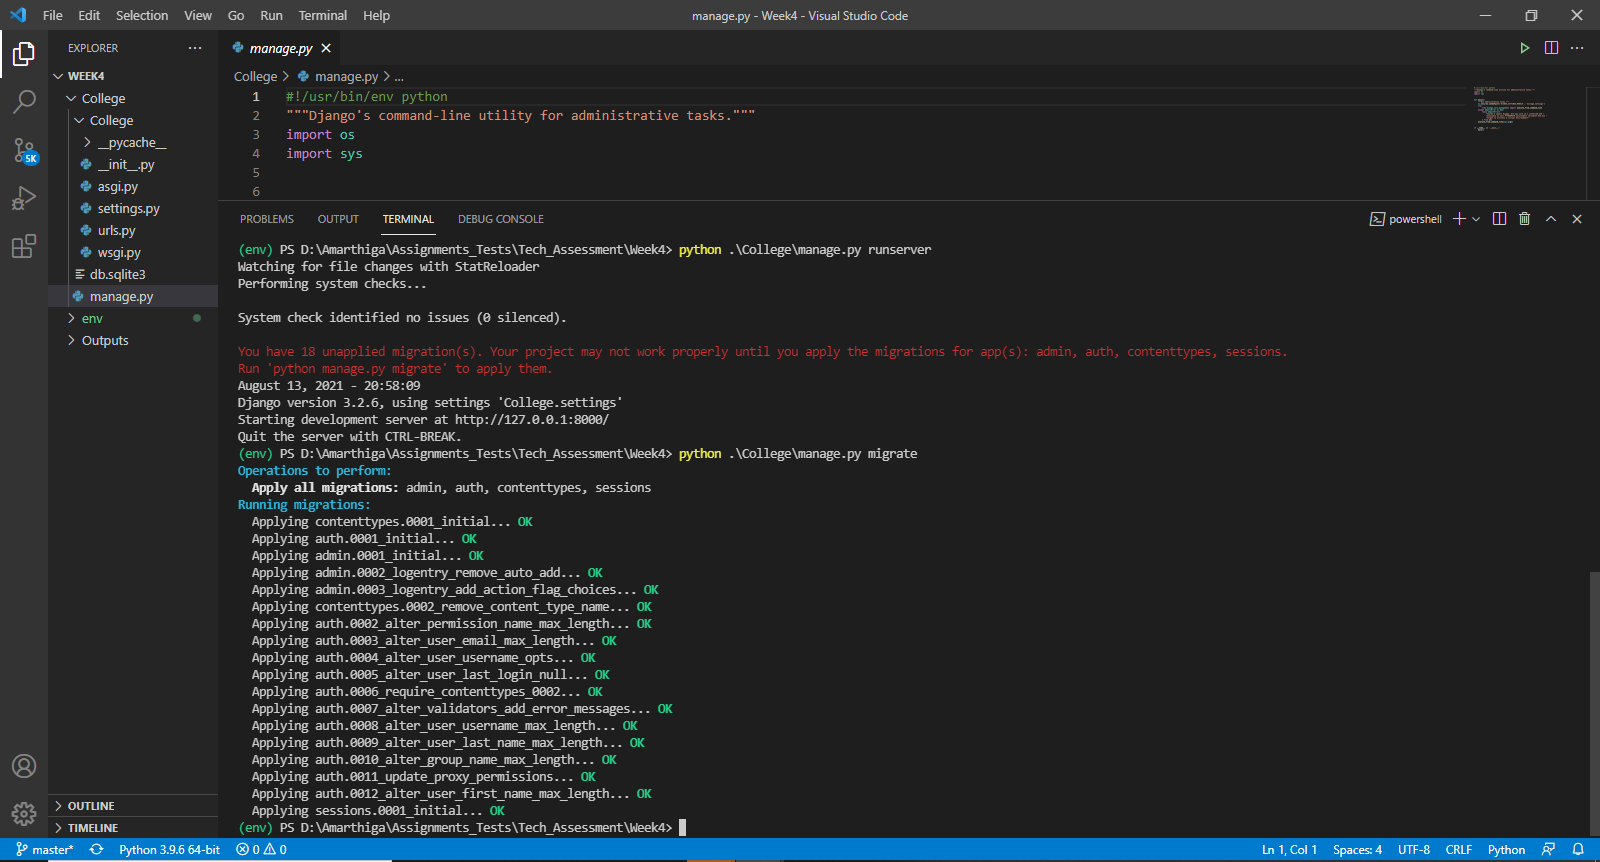 File Edit Selection View Go Run Terminal Help
manage.py - Week4 - Visual Studio Code
EXPLORER
WEEK4
College
College
__pycache__
__init__.py
asgi.py
settings.py
urls.py
wsgi.py
db.sqlite3
manage.py
env
Outputs
OUTLINE
TIMELINE
5K
manage.py
College > manage.py > ...
1 #!/usr/bin/env python
2 """Django's command-line utility for administrative tasks."""
3 import os
4 import sys
5
6
PROBLEMS OUTPUT TERMINAL DEBUG CONSOLE
powershell
(env) PS D:\Amarthiga\Assignments_Tests\Tech_Assessment\Week4> python .\College\manage.py runserver
Watching for file changes with StatReloader
Performing system checks...
System check identified no issues (0 silenced).
You have 18 unapplied migration(s). Your project may not work properly until you apply the migrations for app(s): admin, auth, contenttypes, sessions.
Run 'python manage.py migrate' to apply them.
August 13, 2021 - 20:58:09
Django version 3.2.6, using settings 'College.settings'
Starting development server at http://127.0.0.1:8000/
Quit the server with CTRL-BREAK.
(env) PS D:\Amarthiga\Assignments_Tests\Tech_Assessment\Week4> python .\College\manage.py migrate
Operations to perform:
Apply all migrations: admin, auth, contenttypes, sessions
Running migrations:
Applying contenttypes.0001_initial... OK
Applying auth.0001_initial... OK
Applying admin.0001_initial... OK
Applying admin.0002_logentry_remove_auto_add... OK
Applying admin.0003_logentry_add_action_flag_choices... OK
Applying contenttypes.0002_remove_content_type_name... OK
Applying auth.0002_alter_permission_name_max_length... OK
Applying auth.0003_alter_user_email_max_length... OK
Applying auth.0004_alter_user_username_opts... OK
Applying auth.0005_alter_user_last_login_null... OK
Applying auth.0006_require_contenttypes_0002... OK
Applying auth.0007_alter_validators_add_error_messages... OK
Applying auth.0008_alter_user_username_max_length... OK
Applying auth.0009_alter_user_last_name_max_length... OK
Applying auth.0010_alter_group_name_max_length... OK
Applying auth.0011_update_proxy_permissions... OK
Applying auth.0012_alter_user_first_name_max_length... OK
Applying sessions.0001_initial... OK
(env) PS D:\Amarthiga\Assignments_Tests\Tech_Assessment\Week4>
master* Python 3.9.6 64-bit 0 0 Ln 1, Col 1 Spaces: 4 UTF-8 CRLF Python